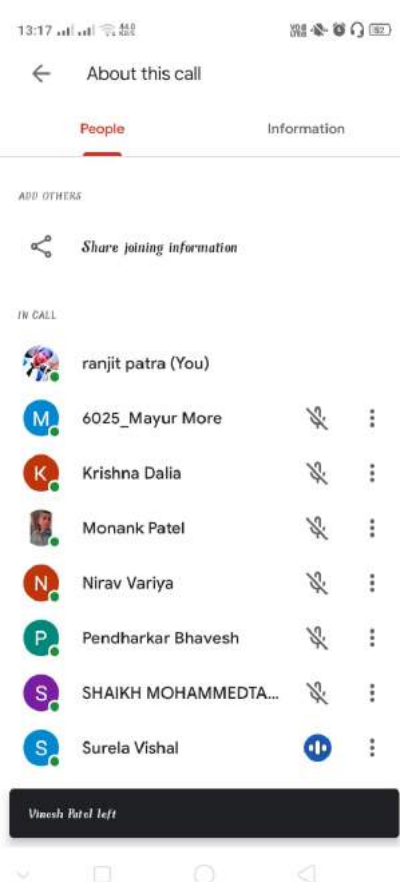 13:17
About this call
People Information
ADD OTHERS
Share joining information
IN CALL
ranjit patra (You)
M 6025_Mayur More
K Krishna Dalia
Monank Patel
N Nirav Variya
P Pendharkar Bhavesh
S SHAIKH MOHAMMEDTA...
S Surela Vishal
Vinesh Patel left